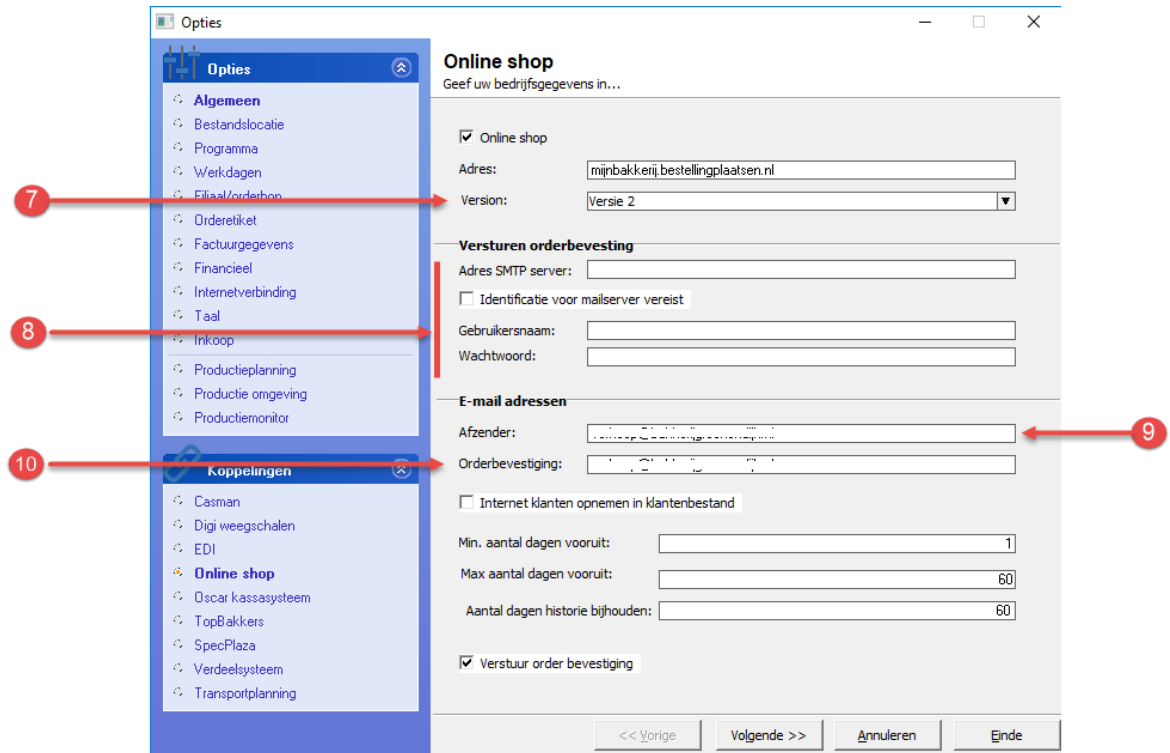 Opties
Opties
Algemeen
Bestandslocatie
Programma
Werkdagen
Filiaal/orderbon
Orderetiket
Factuurgegevens
Financieel
Internetverbinding
Taal
Inkoop
Productieplanning
Productie omgeving
Productiemonitor
Koppelingen
Casman
Digi weegschalen
EDI
Online shop
Oscar kassasysteem
TopBakkers
SpecPlaza
Verdeelsysteem
Transportplanning
Online shop
Geef uw bedrijfsgegevens in...
Online shop
Adres: mijnbakkerij.bestellingplaatsen.nl
7
Version: Versie 2
Versturen orderbevesting
Adres SMTP server:
Identificatie voor mailserver vereist
8
Gebruikersnaam:
Wachtwoord:
E-mail adressen
Afzender:
9
10
Orderbevestiging:
Internet klanten opnemen in klantenbestand
Min. aantal dagen vooruit: 1
Max aantal dagen vooruit: 60
Aantal dagen historie bijhouden: 60
Verstuur order bevestiging
<< Vorige Volgende >> Annuleren Einde